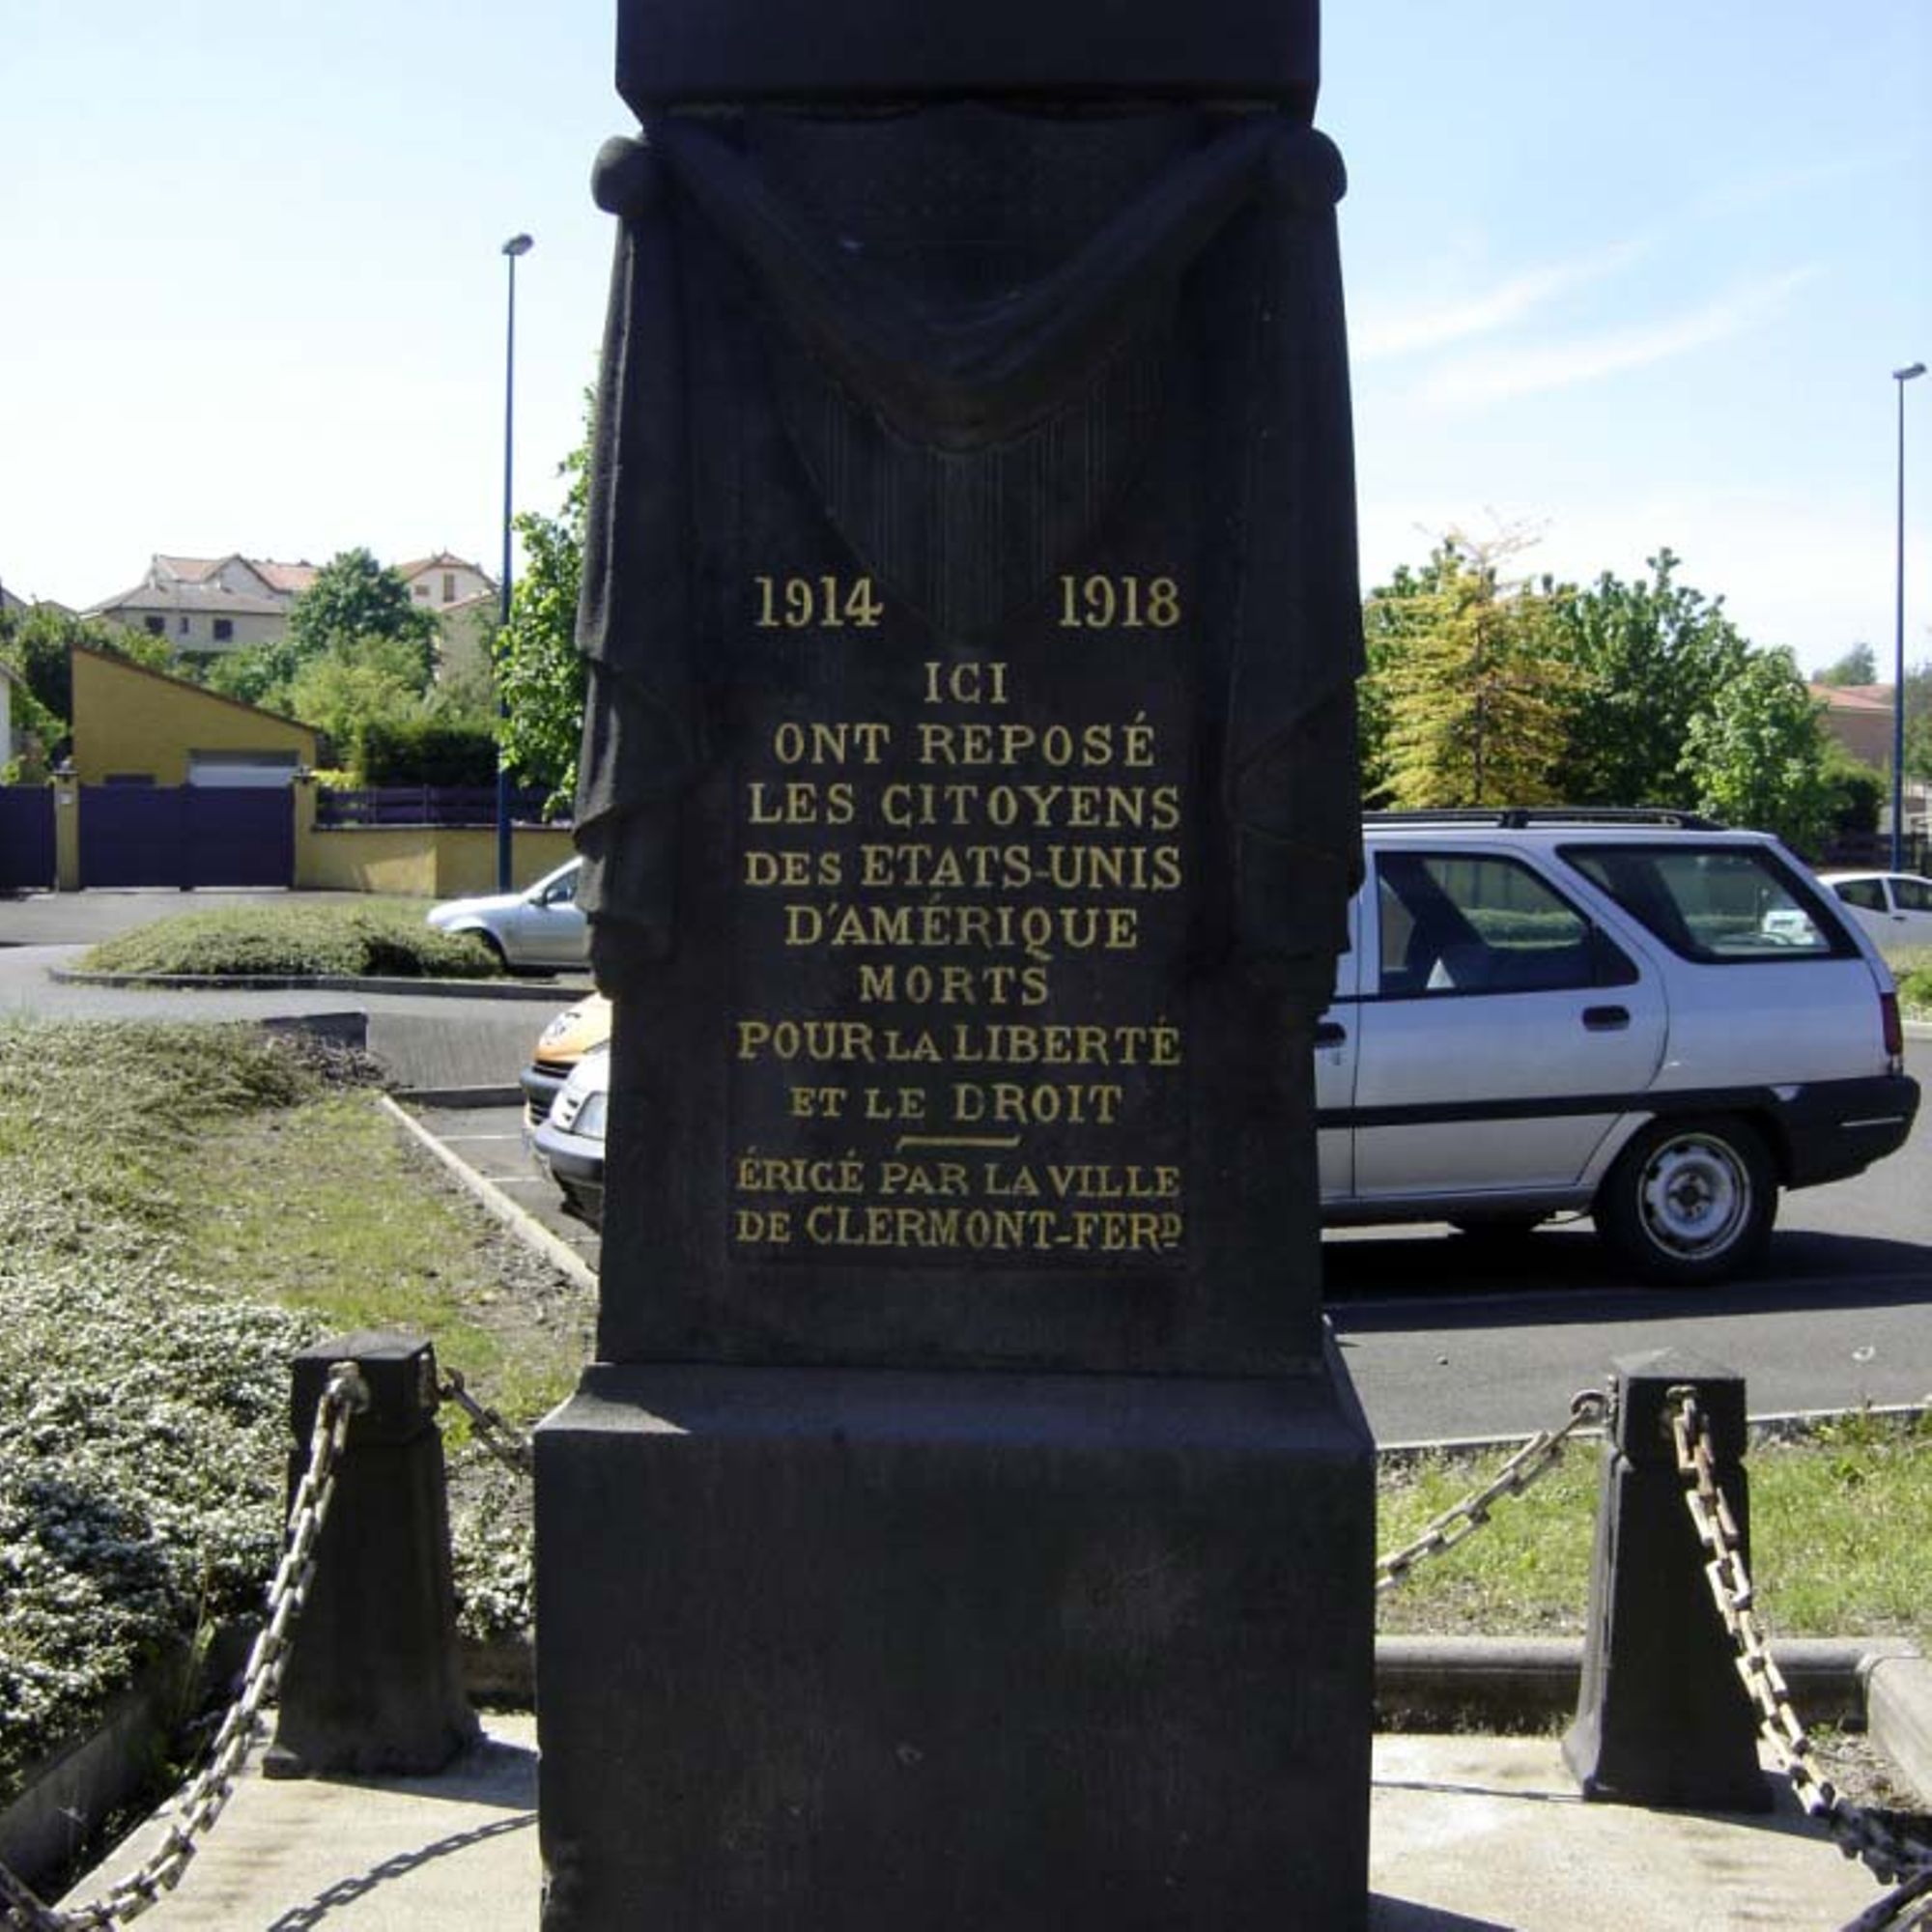 1914 1918
ICI
ONT REPOSÉ
LES CITOYENS
DES ETATS-UNIS
D'AMÉRIQUE
MORTS
POUR LA LIBERTÉ
ET LE DROIT
ÉRIGÉ PAR LA VILLE
DE CLERMONT-FERD